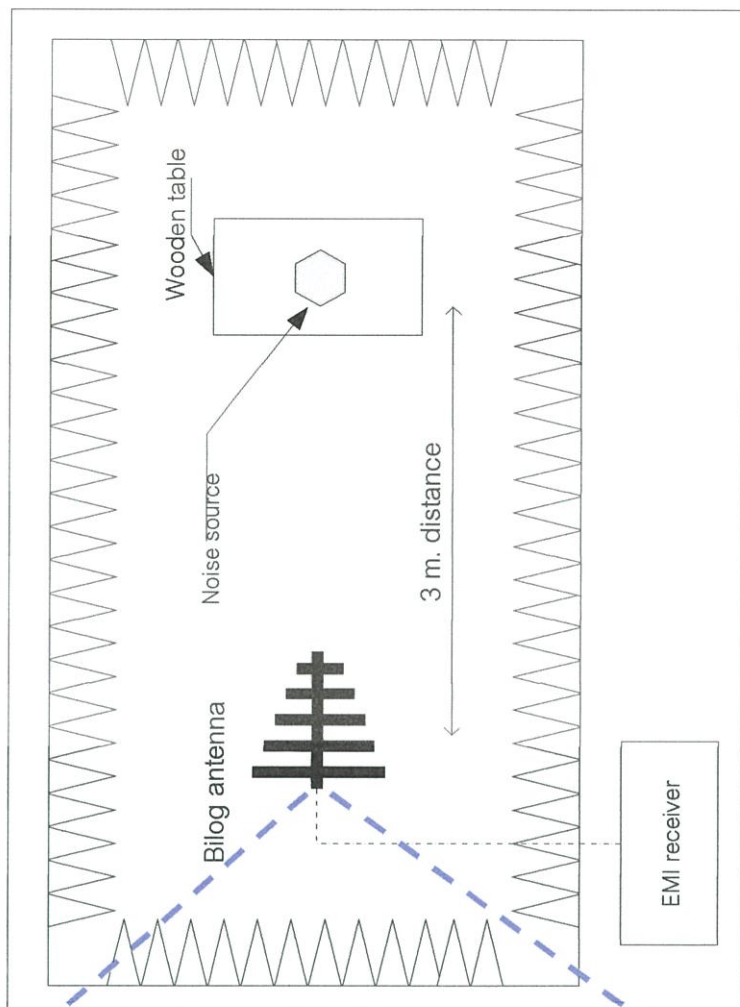 Wooden table
Noise source
3 m. distance
Bilog antenna
EMI receiver